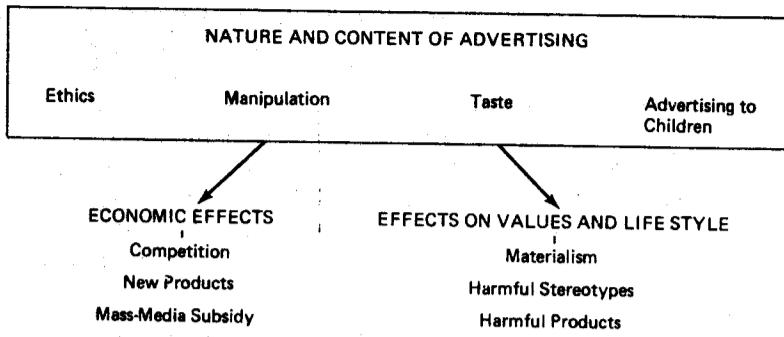 NATURE AND CONTENT OF ADVERTISING
Ethics
Manipulation
Taste
Advertising to
Children
ECONOMIC EFFECTS
Competition
New Products
Mass-Media Subsidy
EFFECTS ON VALUES AND LIFE STYLE
Materialism
Harmful Stereotypes
Harmful Products